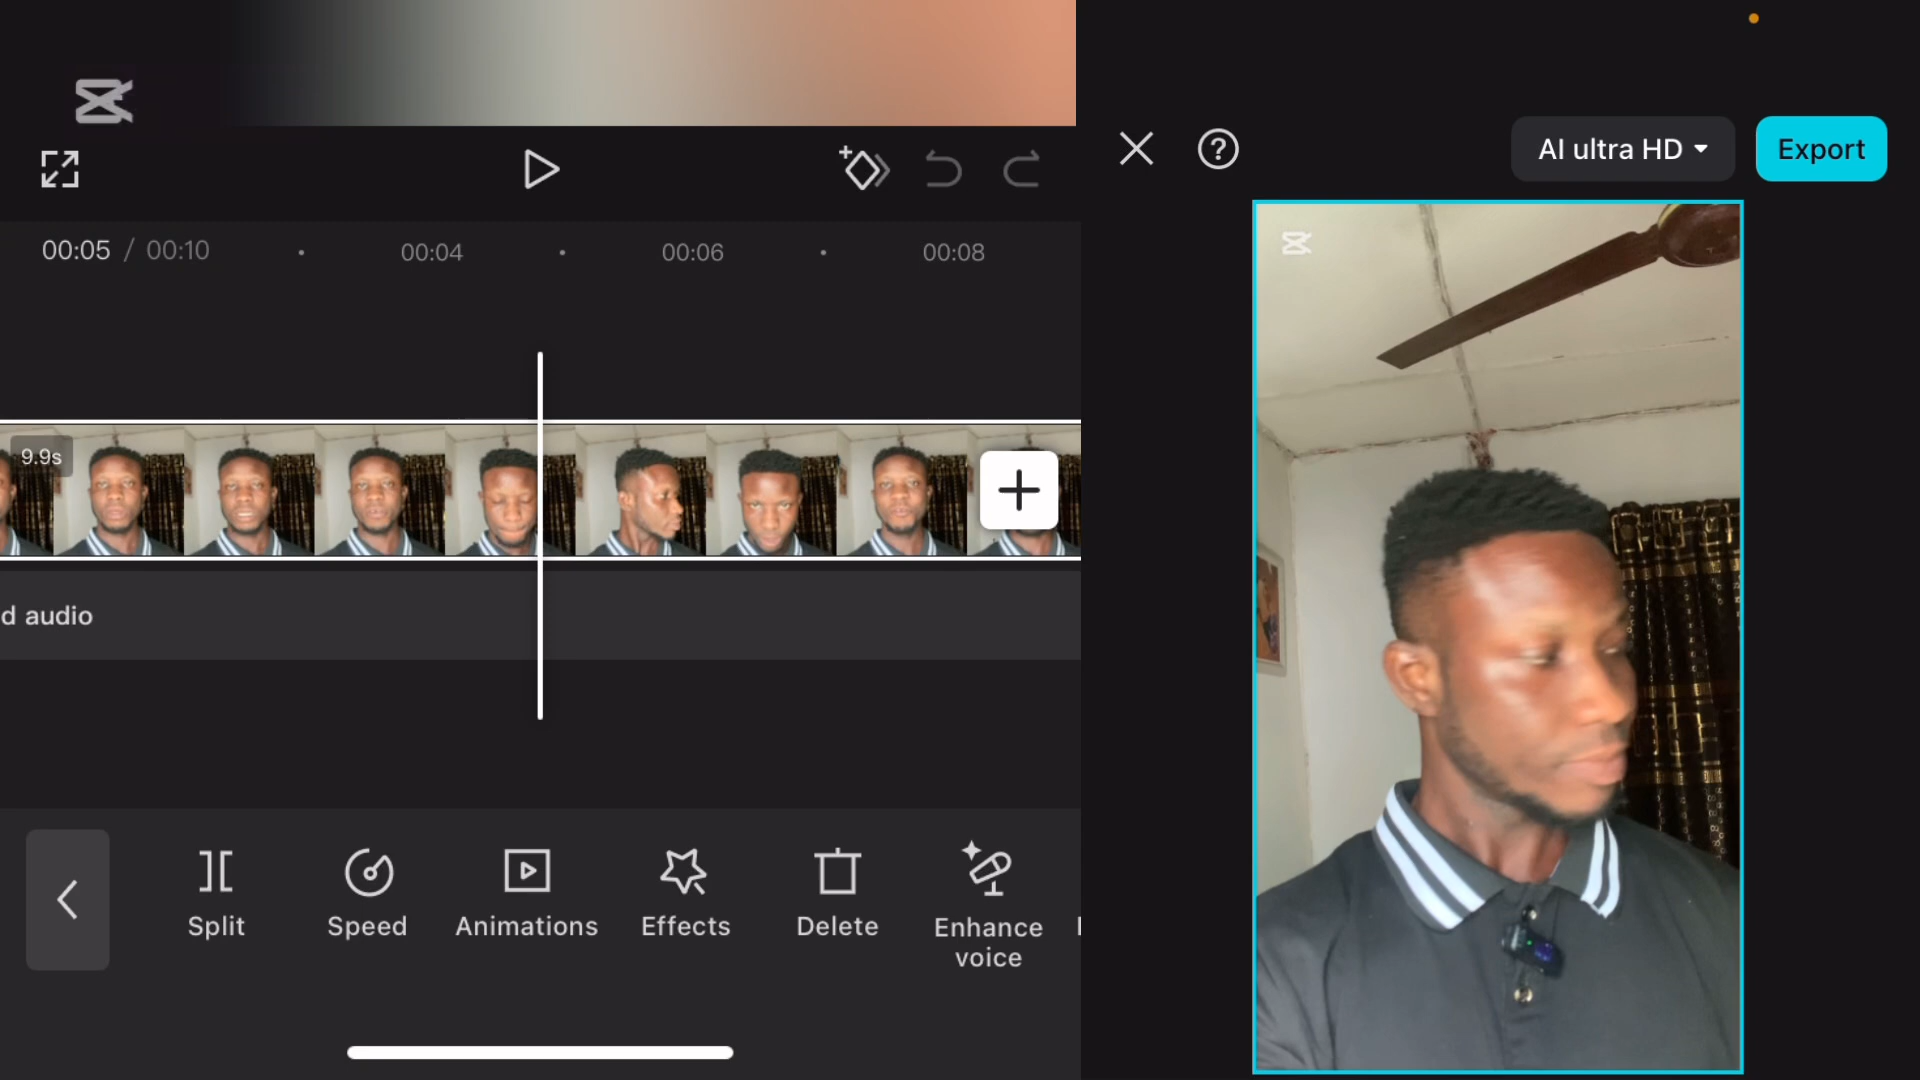 00:05 / 00:10
00:04
00:06
00:08
9.9s
d audio
Split
Speed
Animations
Effects
Delete
Enhance
voice
AI ultra HD
Export